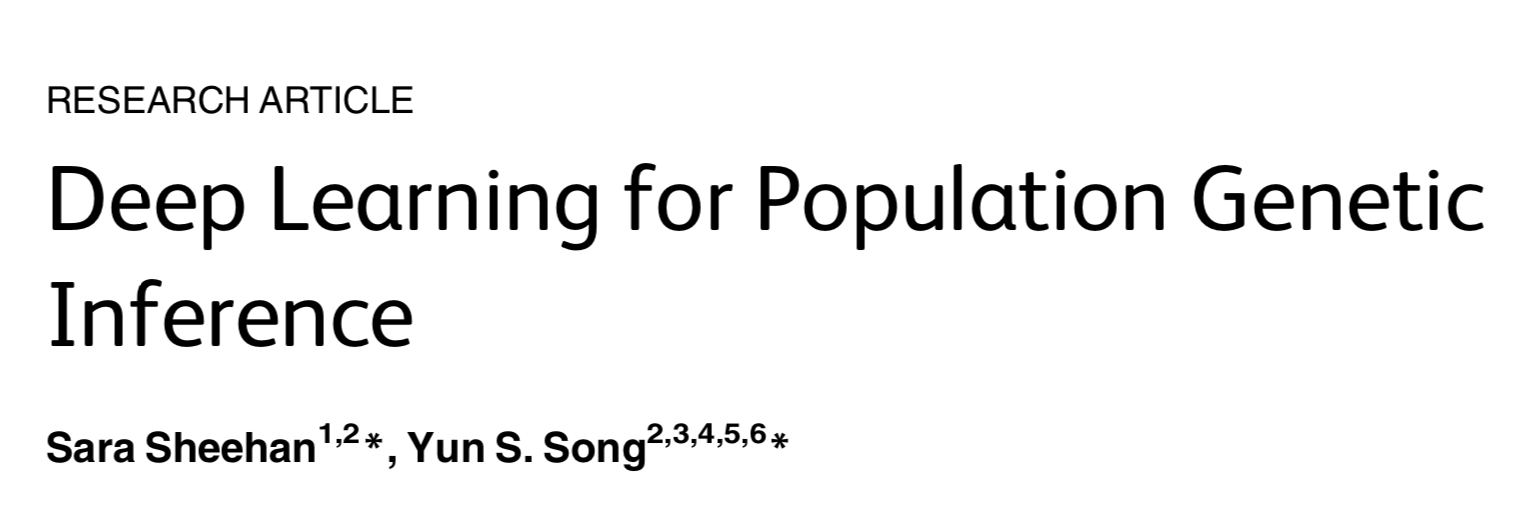 RESEARCH ARTICLE
Deep Learning for Population Genetic
Inference
Sara Sheehan1,2*, Yun S. Song2,3,4,5,6*